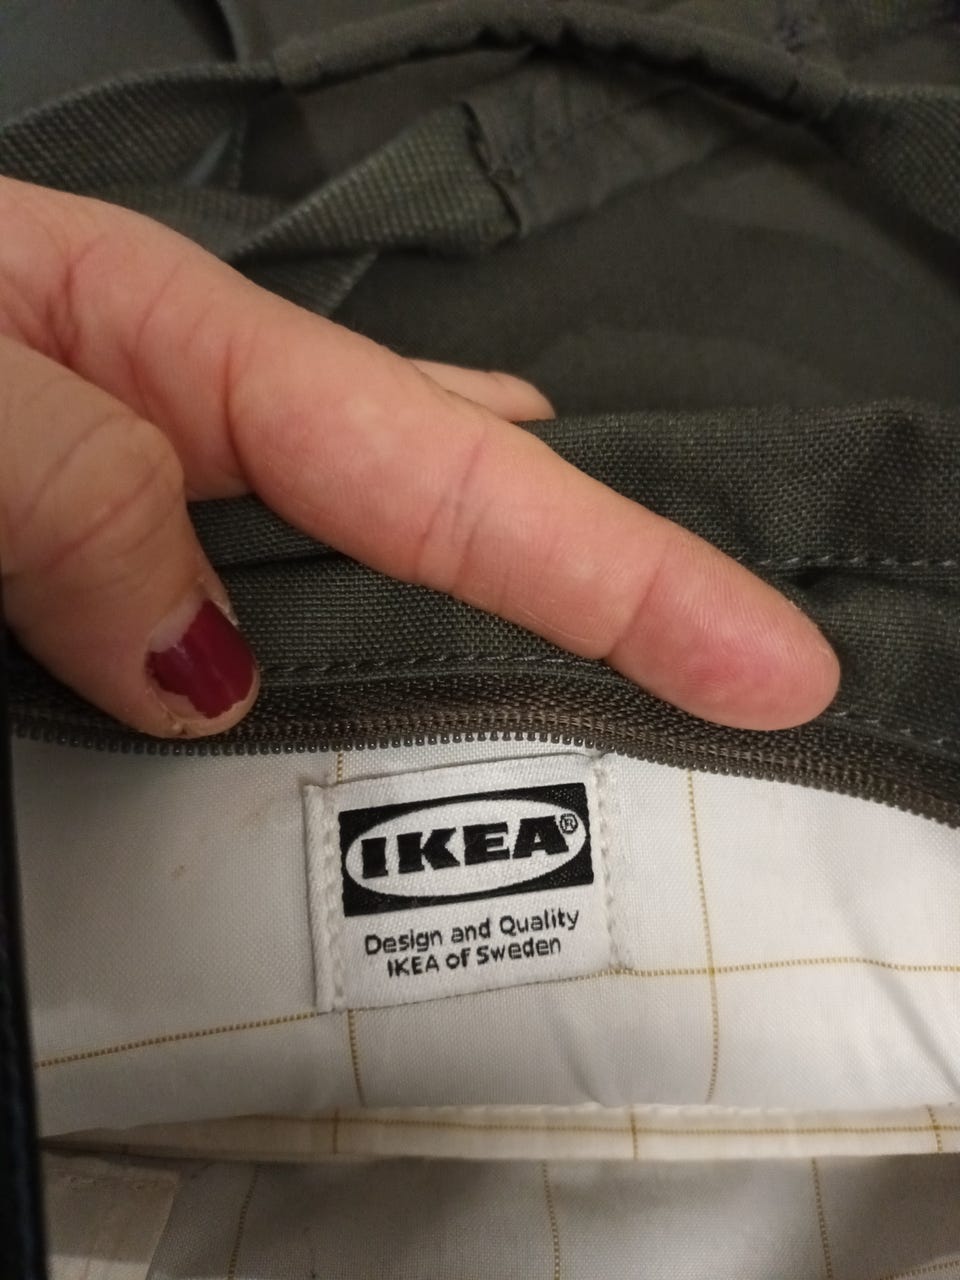 IKEA®
Design and Quality
IKEA of Sweden